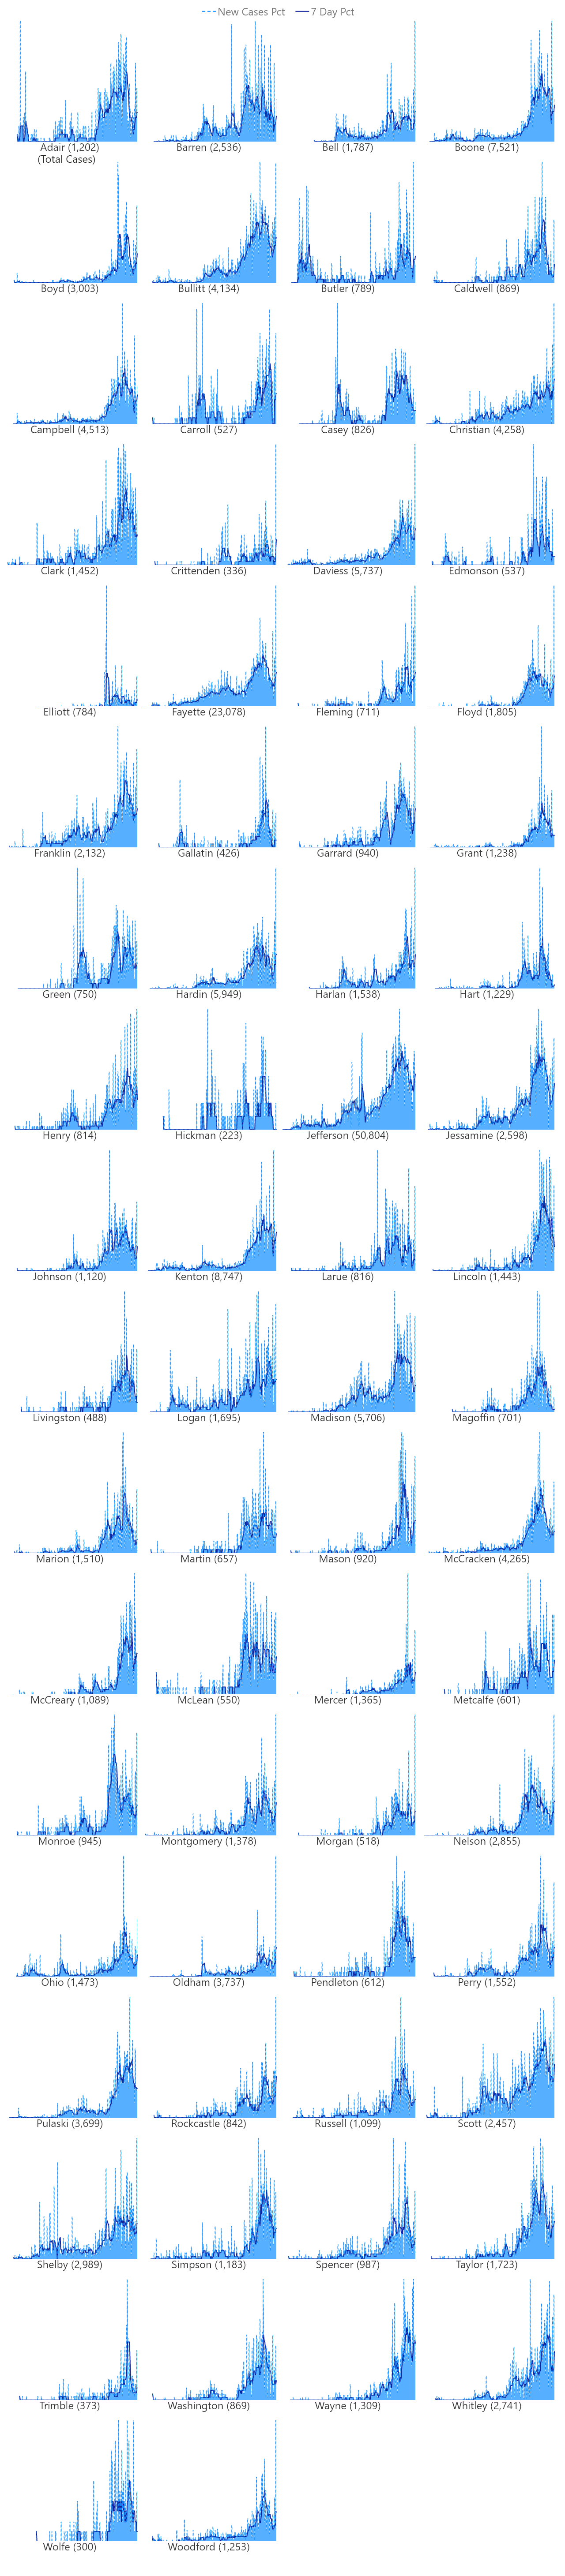 New Cases Pct 7 Day Pct
Adair (1,202) Barren (2,536) Bell (1,787) Boone (7,521)
(Total Cases)
Boyd (3,003) Bullitt (4,134) Butler (789) Caldwell (869)
Campbell (4,513) Carroll (527) Casey (826) Christian (4,258)
Clark (1,452) Crittenden (336) Daviess (5,737) Edmonson (537)
Elliott (784) Fayette (23,078) Fleming (711) Floyd (1,805)
Franklin (2,132) Gallatin (426) Garrard (940) Grant (1,238)
Green (750) Hardin (5,949) Harlan (1,538) Hart (1,229)
Henry (814) Hickman (223) Jefferson (50,804) Jessamine (2,598)
Johnson (1,120) Kenton (8,747) Larue (816) Lincoln (1,443)
Livingston (488) Logan (1,695) Madison (5,706) Magoffin (701)
Marion (1,510) Martin (657) Mason (920) McCracken (4,265)
McCreary (1,089) McLean (550) Mercer (1,365) Metcalfe (601)
Monroe (945) Montgomery (1,378) Morgan (518) Nelson (2,855)
Ohio (1,473) Oldham (3,737) Pendleton (612) Perry (1,552)
Pulaski (3,699) Rockcastle (842) Russell (1,099) Scott (2,457)
Shelby (2,989) Simpson (1,183) Spencer (987) Taylor (1,723)
Trimble (373) Washington (869) Wayne (1,309) Whitley (2,741)
Wolfe (300) Woodford (1,253)